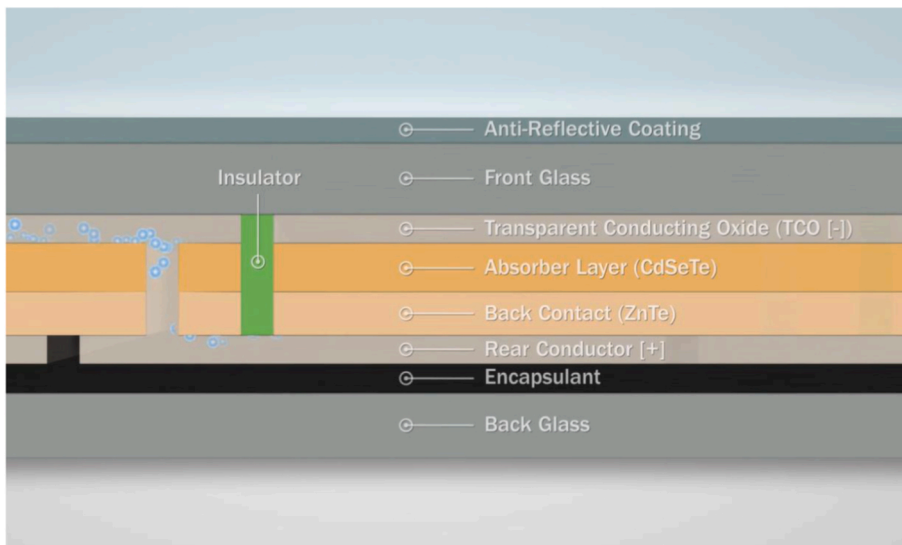 Anti-Reflective Coating
Insulator
Front Glass
Transparent Conducting Oxide (TCO [-])
Absorber Layer (CdSeTe)
Back Contact (ZnTe)
Rear Conductor [+]
Encapsulant
Back Glass